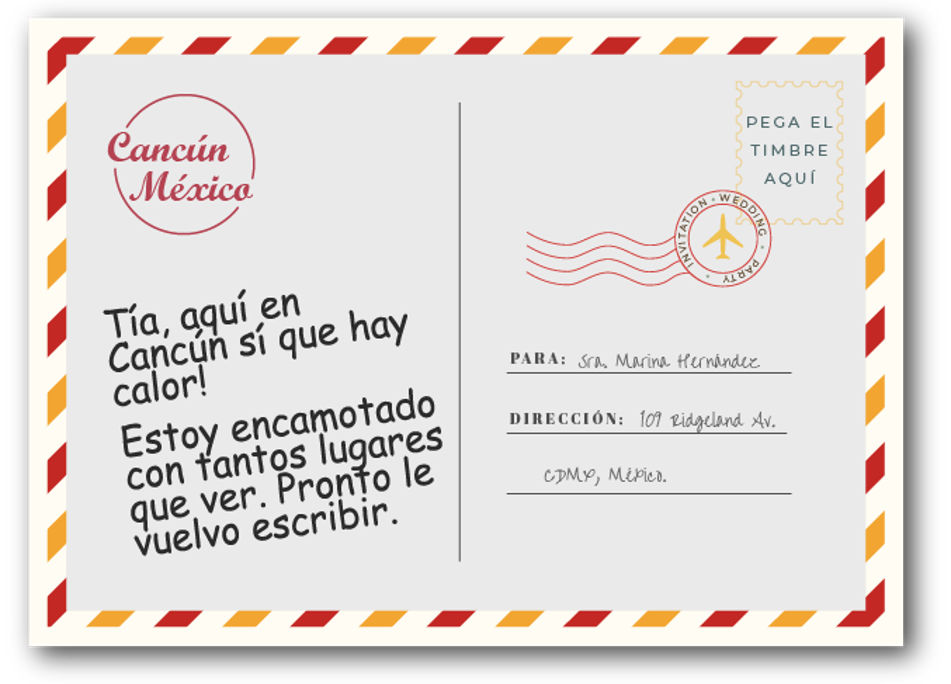 Cancún
México
Tía, aquí en
Cancún sí que hay
calor!
Estoy encamotado
con tantos lugares
que ver. Pronto le
vuelvo escribir.
PEGA EL
TIMBRE
AQUÍ
INVITATION • WEDDING • PARTY •
PARA: Sra. Marina Hernández
DIRECCIÓN: 109 Ridgeland Av.
CDMX, México.